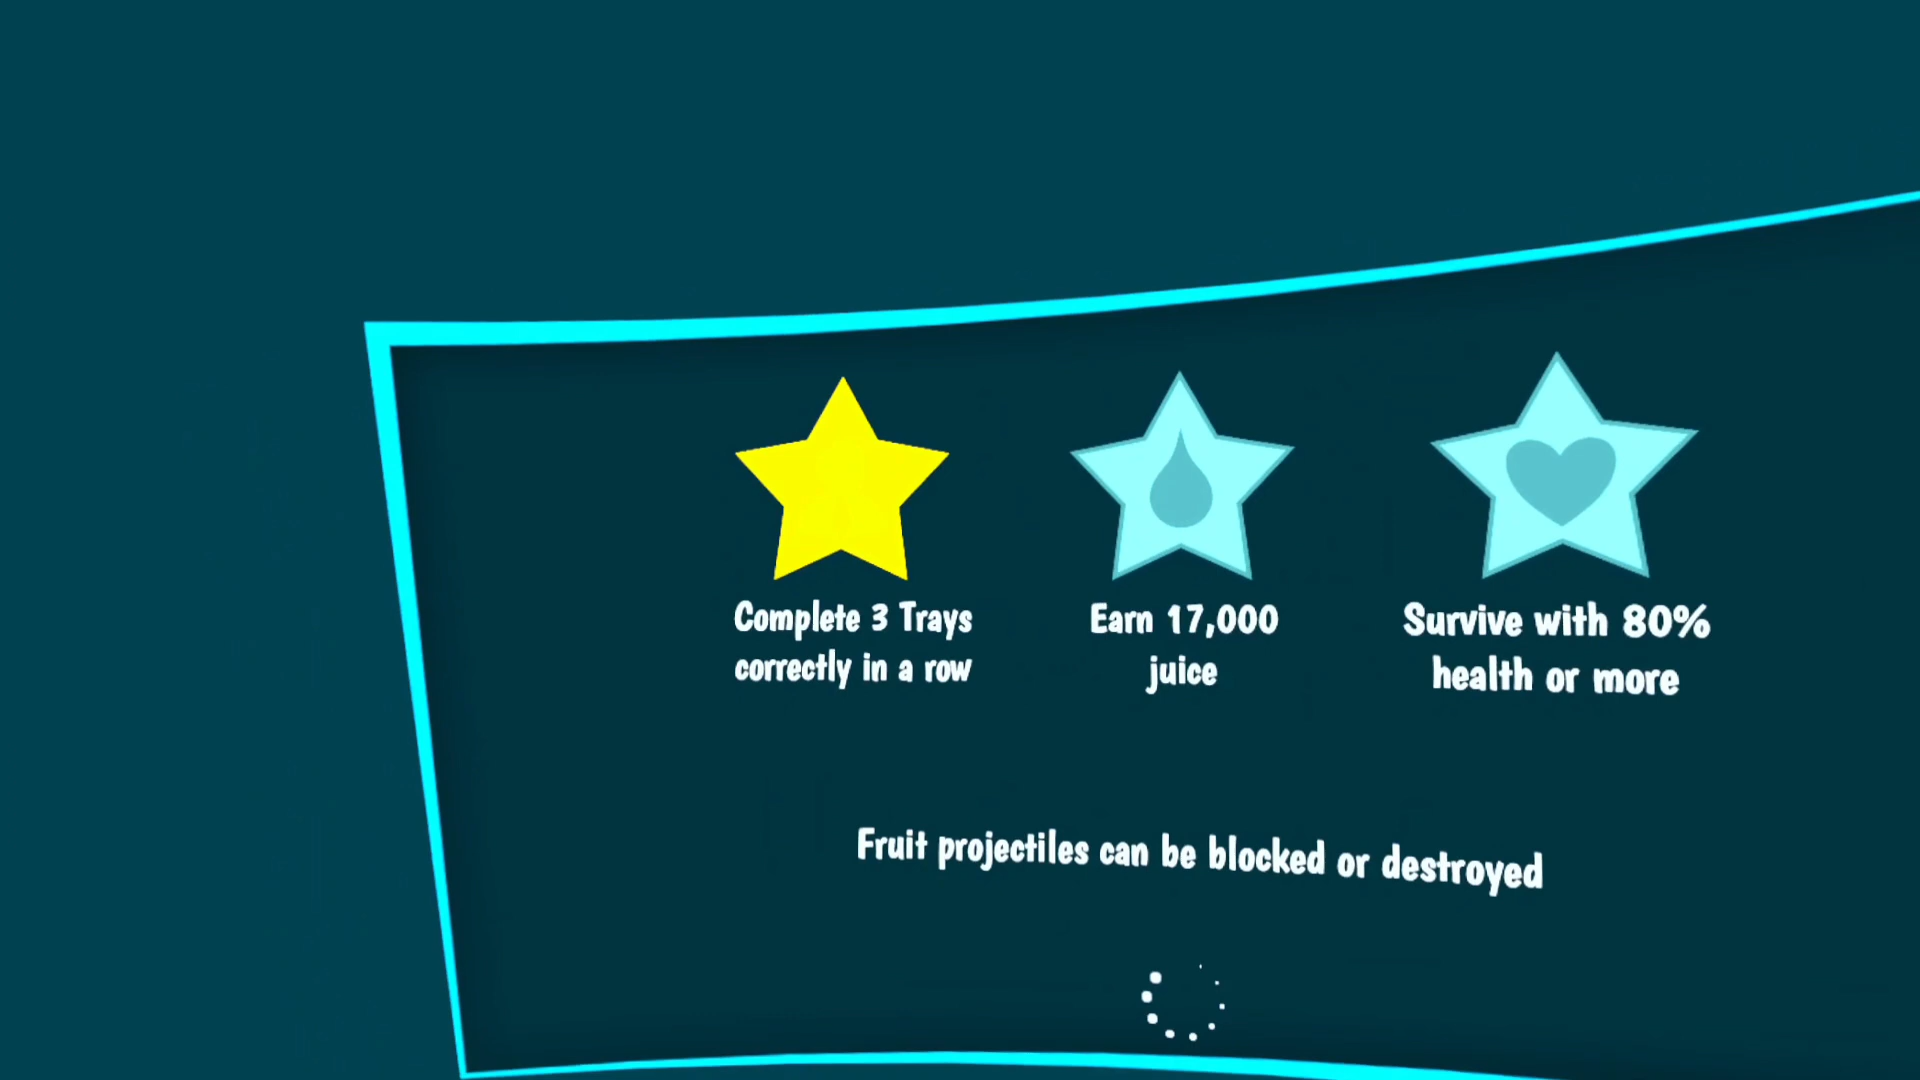 Complete 3 Trays
correctly in a row
Earn 17,000
juice
Survive with 80%
health or more
Fruit projectiles can be blocked or destroyed